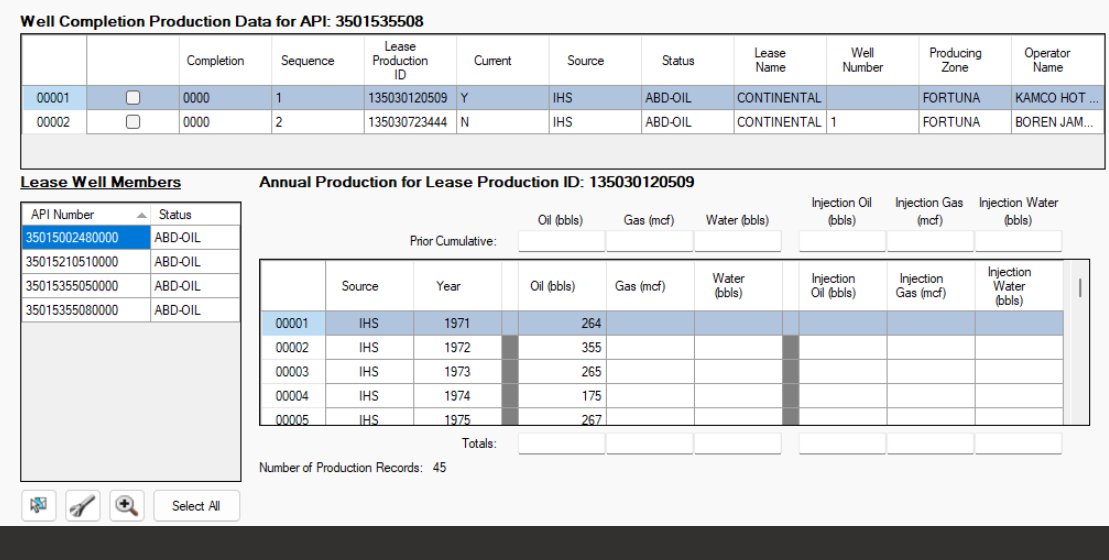 Well Completion Production Data for API: 3501535508
Completion Sequence Lease Production ID Current Source Status Lease Name Well Number Producing Zone Operator Name
00001 0000 1 135030120509 Y IHS ABD-OIL CONTINENTAL FORTUNA KAMCO HOT ...
00002 0000 2 135030723444 N IHS ABD-OIL CONTINENTAL 1 FORTUNA BOREN JAM...
Lease Well Members
API Number Status
35015002480000 ABD-OIL
35015210510000 ABD-OIL
35015355050000 ABD-OIL
35015355080000 ABD-OIL
Select All
Annual Production for Lease Production ID: 135030120509
Oil (bbls) Gas (mcf) Water (bbls) Injection Oil (bbls) Injection Gas (mcf) Injection Water (bbls)
Prior Cumulative:
Source Year Oil (bbls) Gas (mcf) Water (bbls) Injection Oil (bbls) Injection Gas (mcf) Injection Water (bbls)
00001 IHS 1971 264
00002 IHS 1972 355
00003 IHS 1973 265
00004 IHS 1974 175
00005 IHS 1975 267
Totals:
Number of Production Records: 45